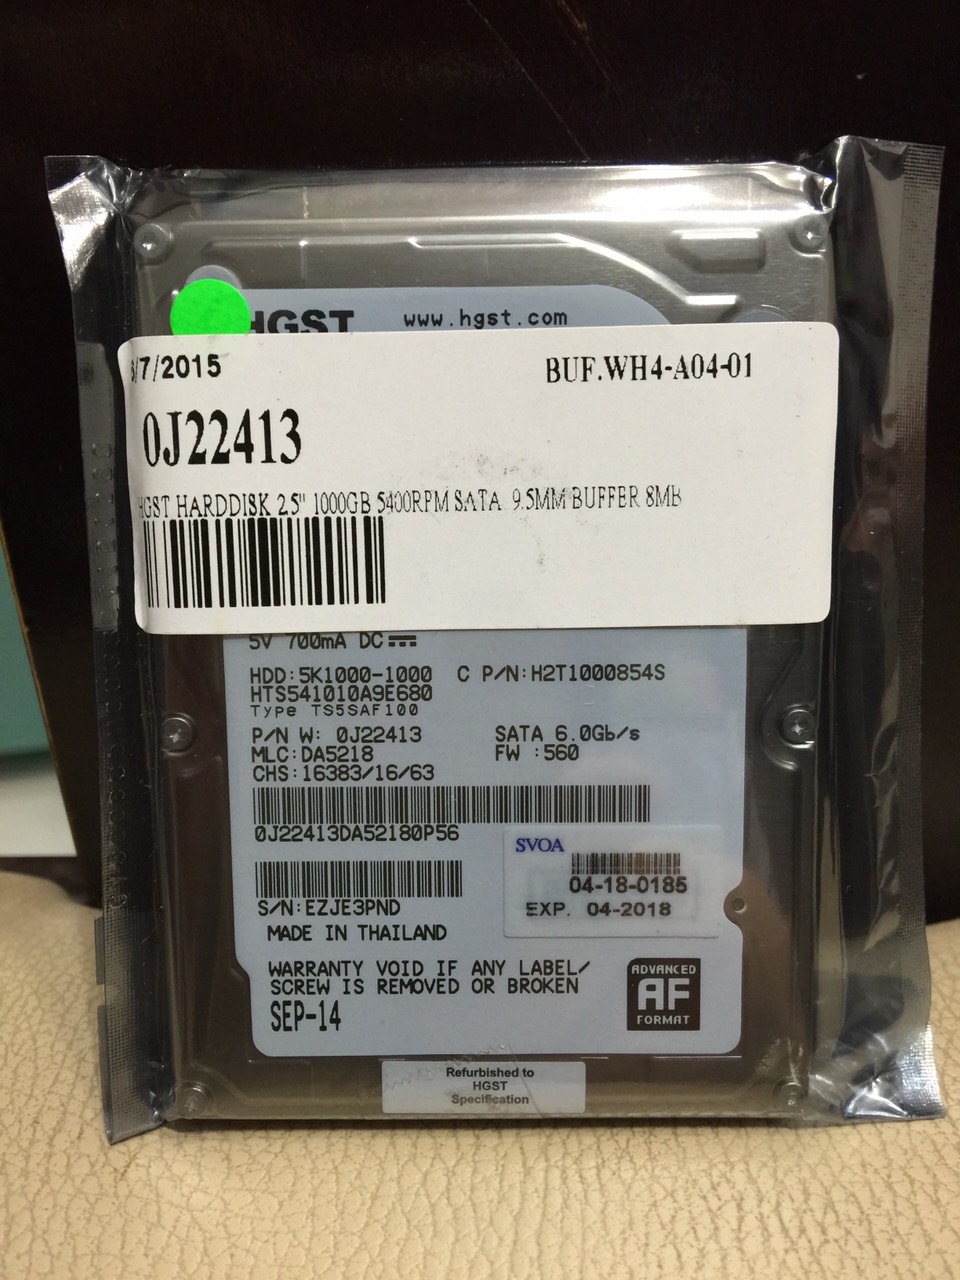 HGST www.hgst.com
/7/2015
BUF.WH4-A04-01
0J22413
HGST HARDDISK 2.5" 1000GB 5400RPM SATA 9.5MM BUFFER 8MB
5V 700mA DC
HDD:5K1000-1000 C P/N:H2T1000854S
HTS541010A9E680
Type TS5SAF100
P/N W: 0J22413 SATA 6.0Gb/s
MLC:DA5218 FW :560
CHS:16383/16/63
0J22413DA52180P56
SVOA
04-18-0185
EXP. 04-2018
S/N:EZJE3PND
MADE IN THAILAND
WARRANTY VOID IF ANY LABEL/
SCREW IS REMOVED OR BROKEN
SEP-14
ADVANCED
AF
FORMAT
Refurbished to
HGST
Specification